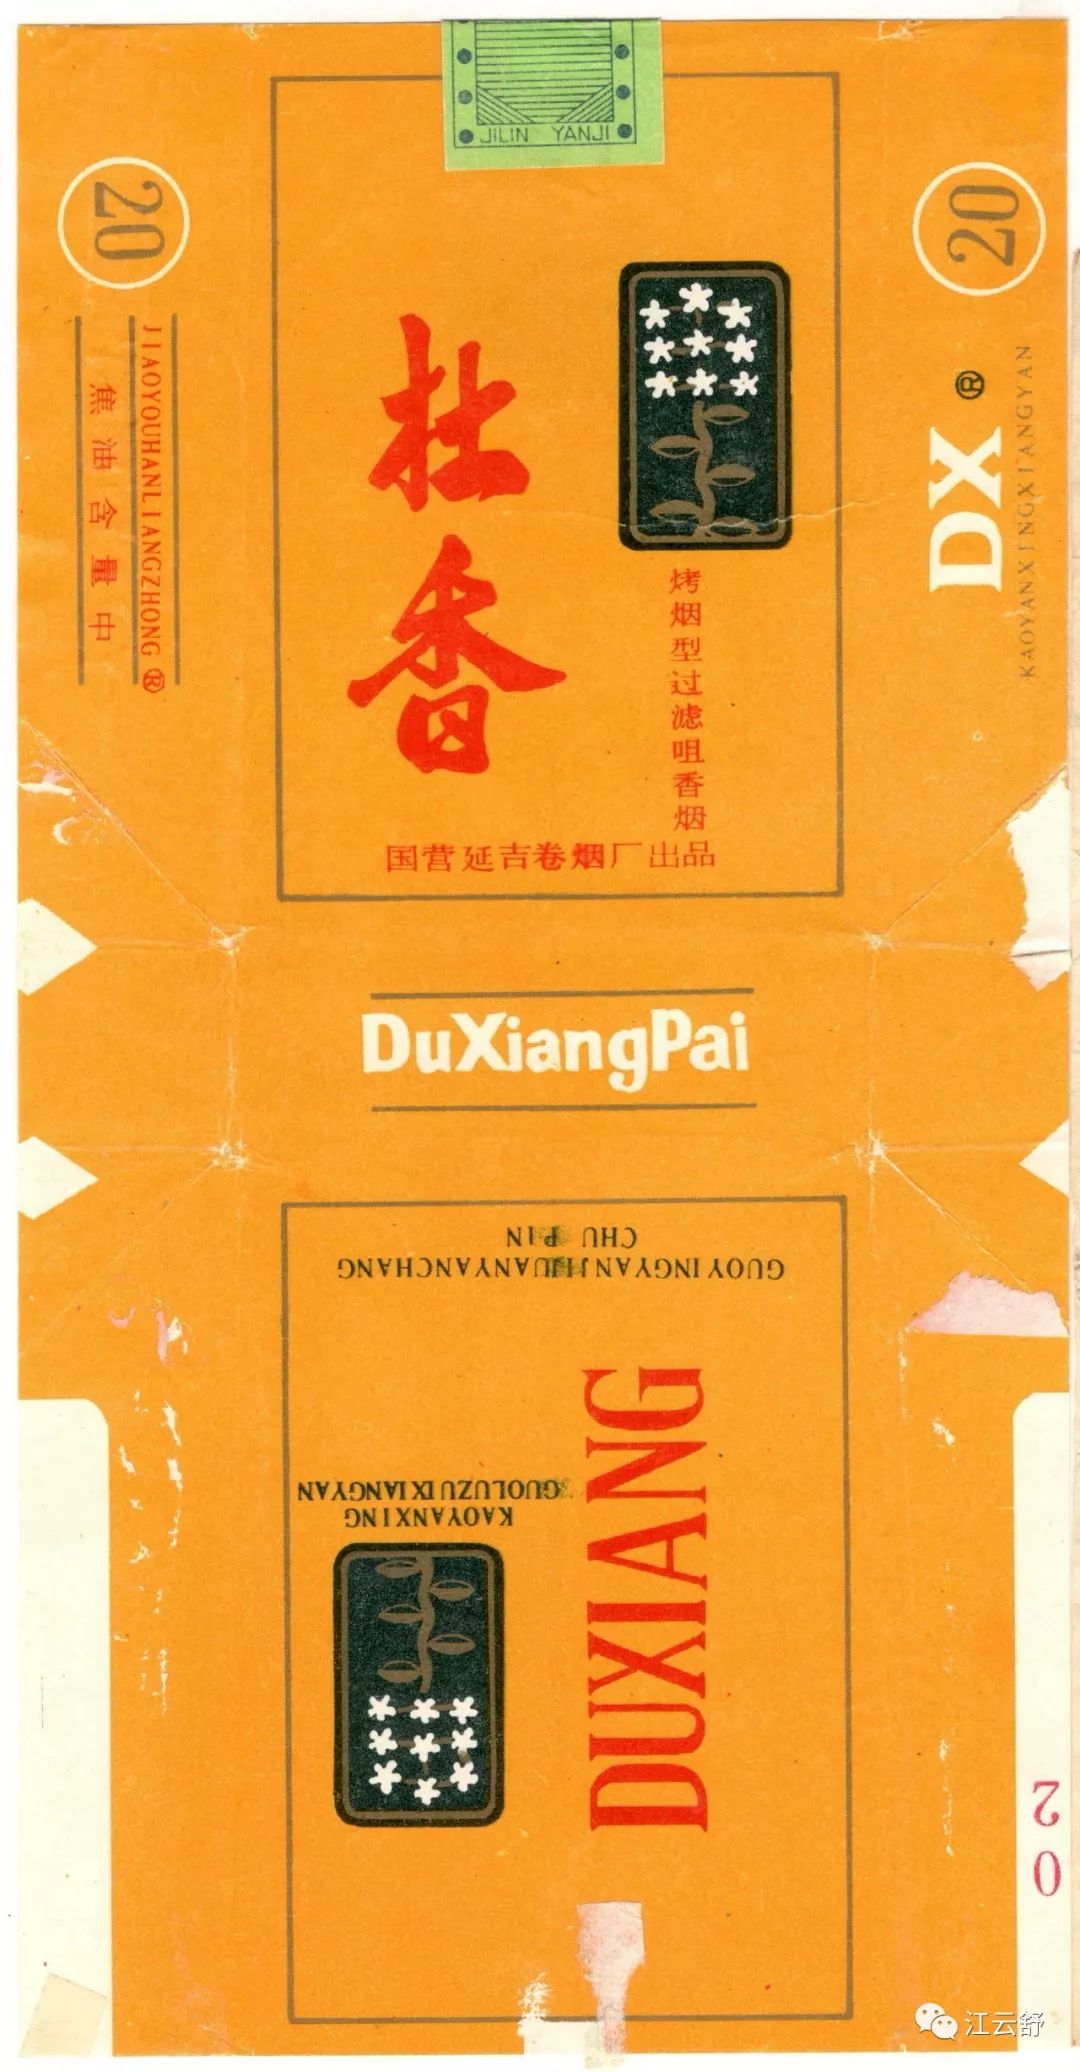 JILIN YANJI
20
JIAOYOUHANLIANGZHONG ®
焦油含量中
杜香
烤烟型过滤咀香烟
国营延吉卷烟厂出品
20
DX ®
KAOYANXINGXIANGYAN
DuXiangPai
GUOYINGYANJIJUANYANCHANG
CHU PIN
DUXIANG
KAOYANXING
GUOLUZUIXIANGYAN
20
江云舒